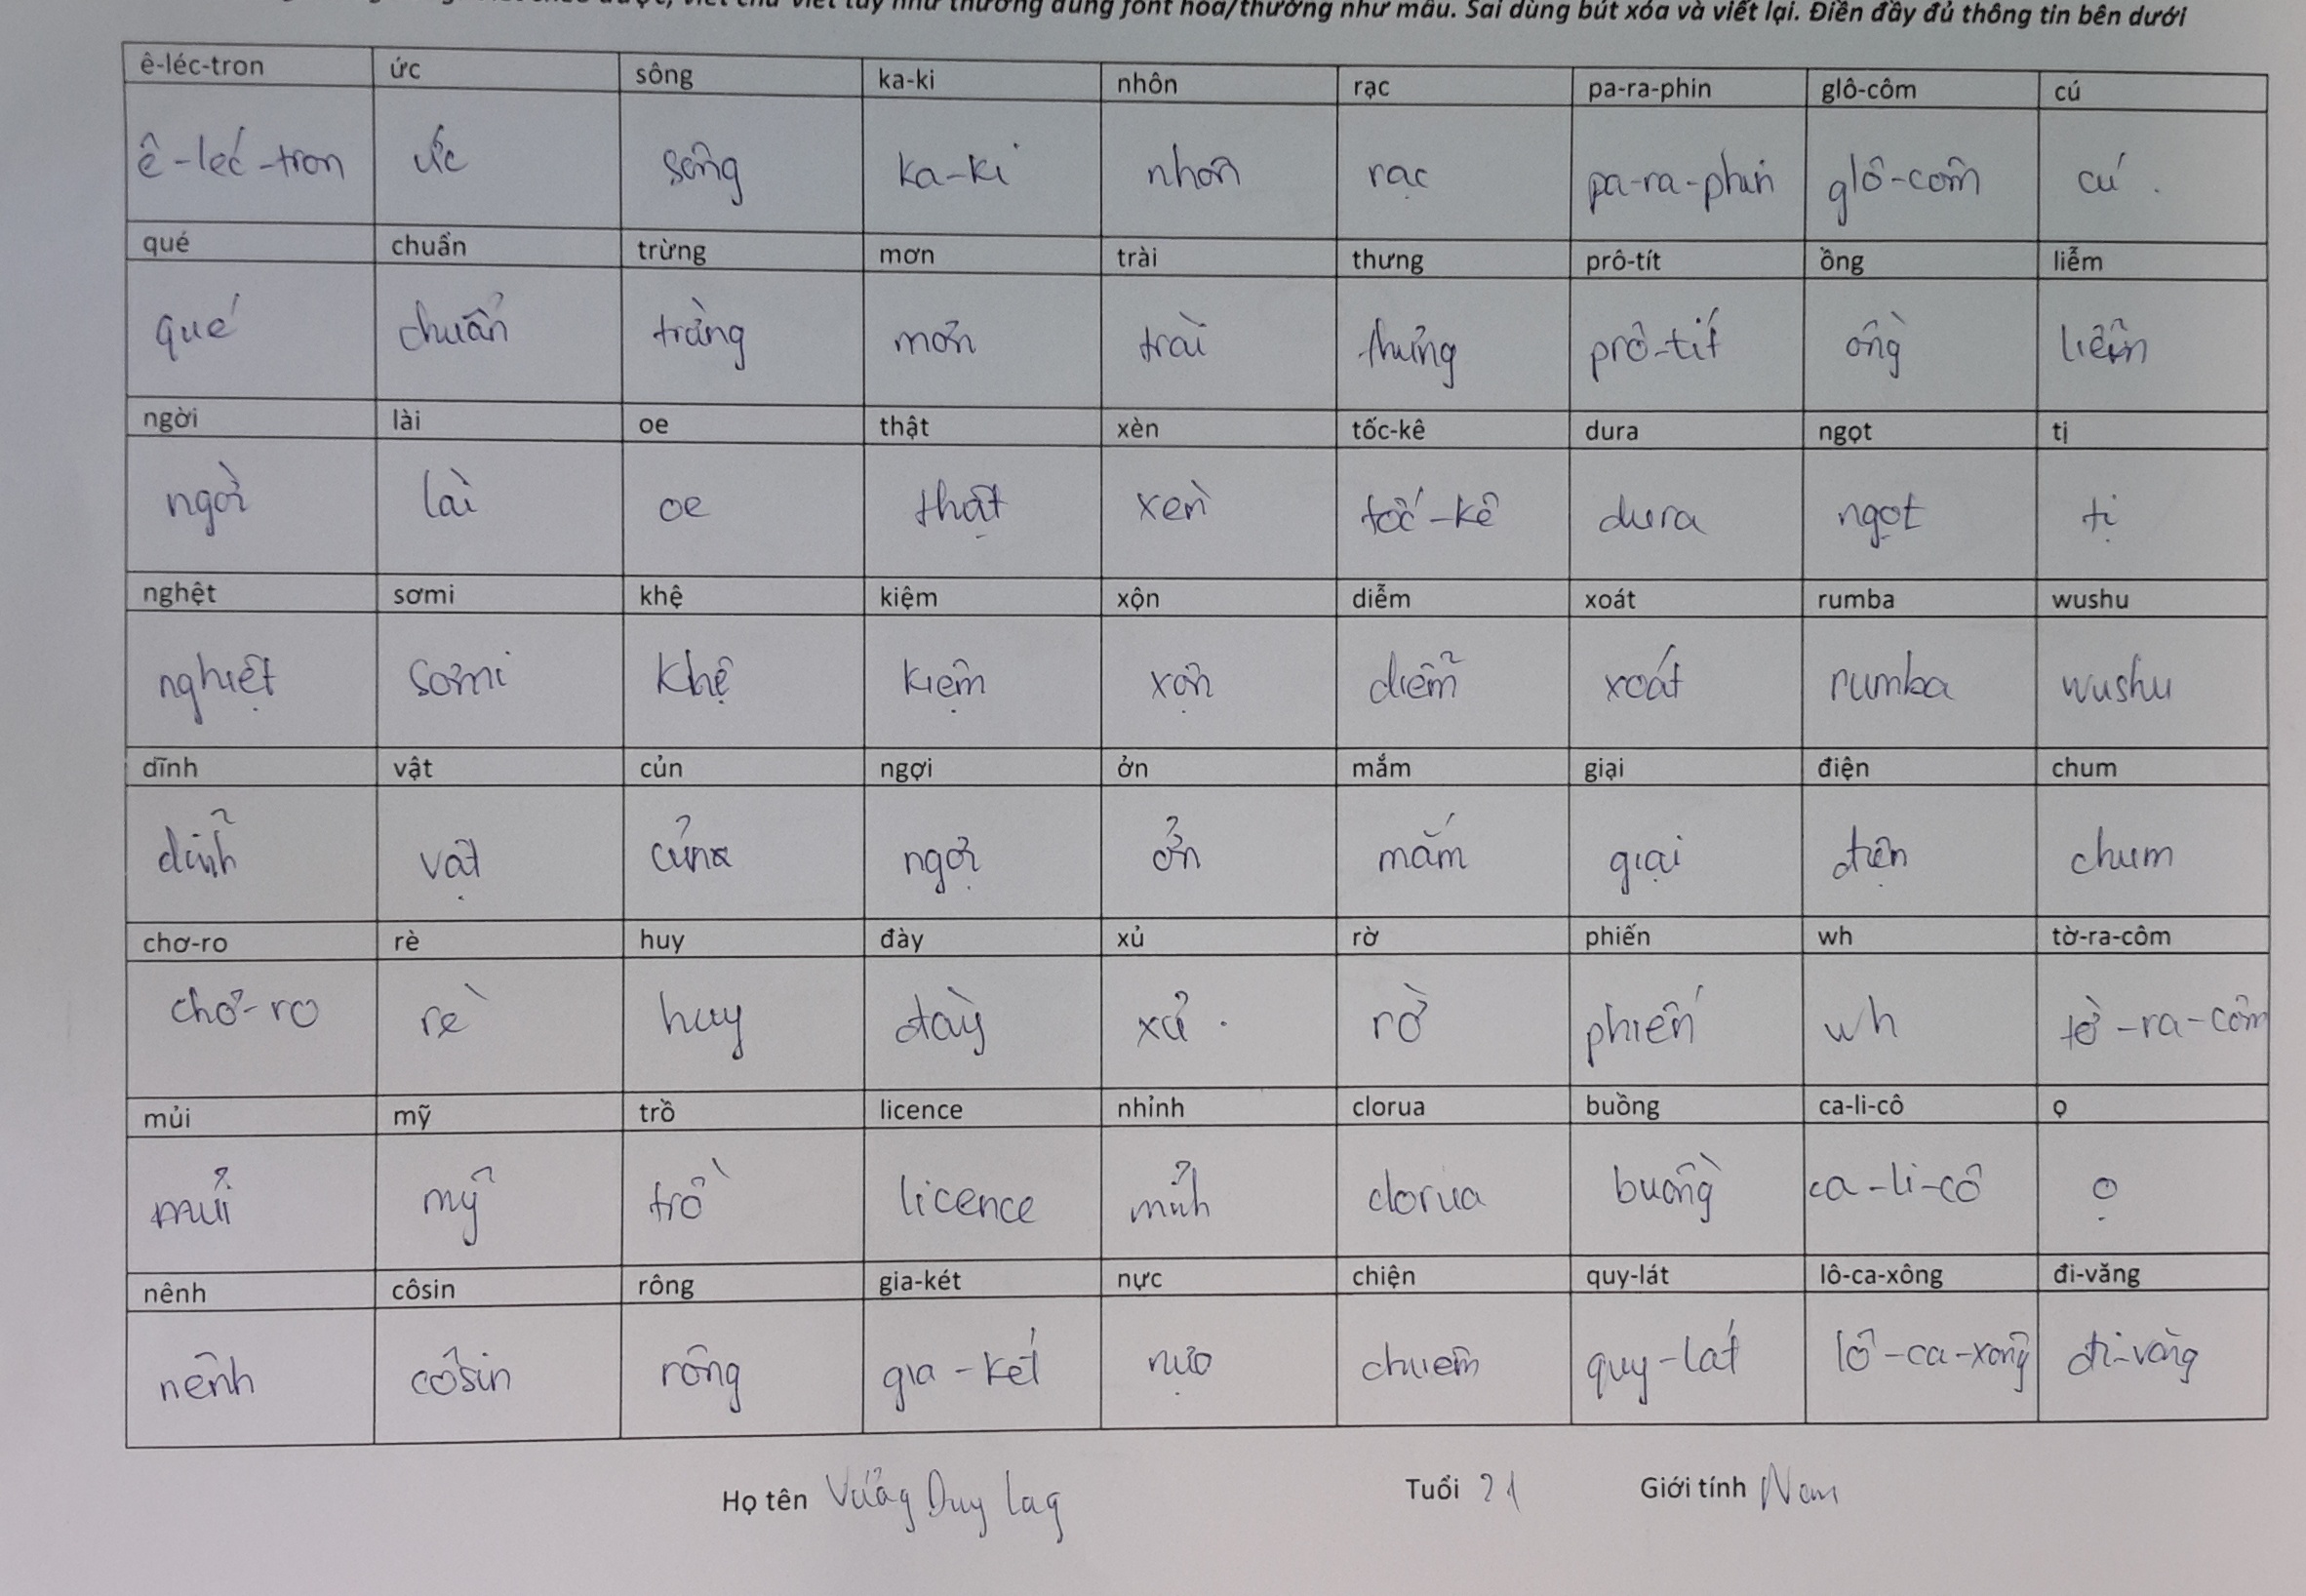 viết chữ viết tay như thường dùng font hoa/thường như mẫu. Sai dùng bút xóa và viết lại. Điền đầy đủ thông tin bên dưới
ê-léc-tron ức sông ka-ki nhôn rạc pa-ra-phin glô-côm cú
ê-léc-tron ức sông ka-ki nhôn rạc pa-ra-phin glô-côm cú .
qué chuẩn trừng mơn trài thưng prô-tít ồng liễm
qué chuẩn trừng mơn trài thưng prô-tít ồng liễm
ngời lài oe thật xèn tốc-kê dura ngọt tị
ngời lài oe thật xèn tốc-kê dura ngọt tị
nghệt sơmi khệ kiệm xộn diễm xoát rumba wushu
nghiệt sơmi khệ kiệm xộn diễm xoát rumba wushu
dĩnh vật củn ngợi ởn mắm giại điện chum
dĩnh vật củn ngợi ởn mắm giại điện chum
chơ-ro rè huy đày xủ rờ phiến wh tờ-ra-côm
chơ-ro rè huy đày xủ . rờ phiến wh tờ-ra-côm
mủi mỹ trồ licence nhỉnh clorua buồng ca-li-cô ọ
mủi mỹ trồ licence nhỉnh clorua buồng ca-li-cô ọ
nênh côsin rông gia-két nực chiện quy-lát lô-ca-xông đi-văng
nênh côsin rông gia-két nực quy-lát lô-ca-xông đi-văng
Họ tên Duy Tuổi 21 Giới tính Nam